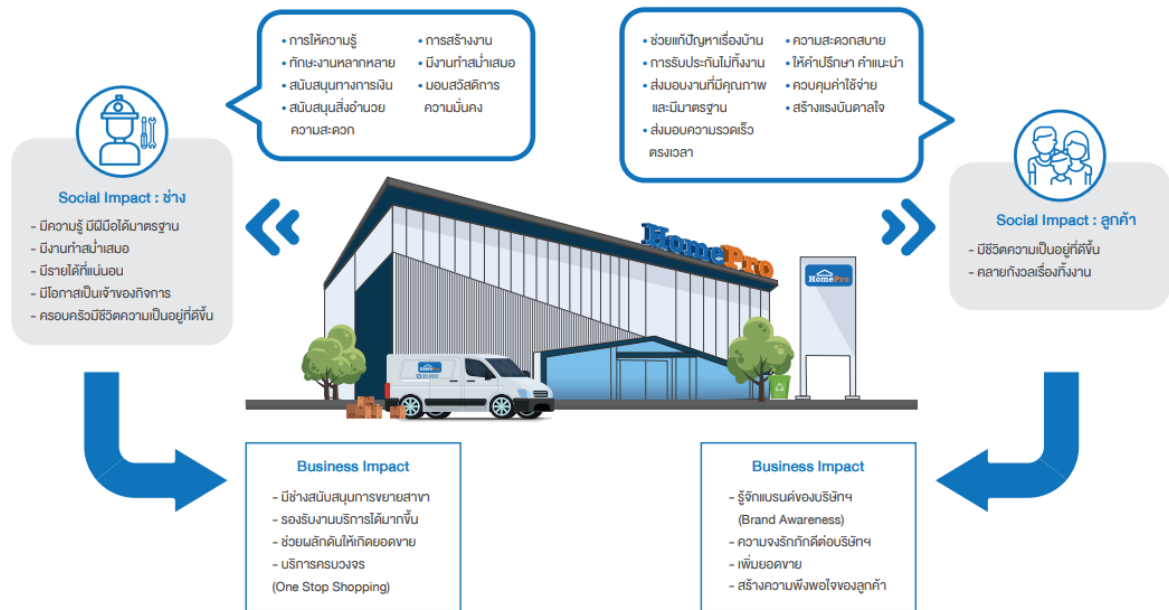 • การให้ความรู้
• ทักษะงานหลากหลาย
• สนับสนุนทางการเงิน
• สนับสนุนสิ่งอำนวย
ความสะดวก
• การสร้างงาน
• มีงานทำสม่ำเสมอ
• มอบสวัสดิการ
ความมั่นคง
• ช่วยแก้ปัญหาเรื่องบ้าน
• การรับประกันไม่ทิ้งงาน
• ส่งมอบงานที่มีคุณภาพ
และมีมาตรฐาน
• ส่งมอบความรวดเร็ว
ตรงเวลา
• ความสะดวกสบาย
• ให้คำปรึกษา คำแนะนำ
• ควบคุมค่าใช้จ่าย
• สร้างแรงบันดาลใจ
Social Impact : ช่าง
- มีความรู้ มีฝีมือได้มาตรฐาน
- มีงานทำสม่ำเสมอ
- มีรายได้ที่แน่นอน
- มีโอกาสเป็นเจ้าของกิจการ
- ครอบครัวมีชีวิตความเป็นอยู่ที่ดีขึ้น
HomePro
HomePro
HomePro
Social Impact : ลูกค้า
- มีชีวิตความเป็นอยู่ที่ดีขึ้น
- คลายกังวลเรื่องทิ้งงาน
Business Impact
- มีช่างสนับสนุนการขยายสาขา
- รองรับงานบริการได้มากขึ้น
- ช่วยผลักดันให้เกิดยอดขาย
- บริการครบวงจร
(One Stop Shopping)
Business Impact
- รู้จักแบรนด์ของบริษัทฯ
(Brand Awareness)
- ความจงรักภักดีต่อบริษัทฯ
- เพิ่มยอดขาย
- สร้างความพึงพอใจของลูกค้า